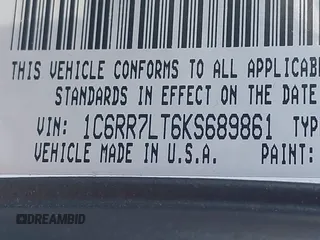 THIS VEHICLE CONFORMS TO ALL APPLICABLE
STANDARDS IN EFFECT ON THE DATE
VIN: 1C6RR7LT6KS689861 TYP
VEHICLE MADE IN U.S.A. PAINT:
DREAMBID